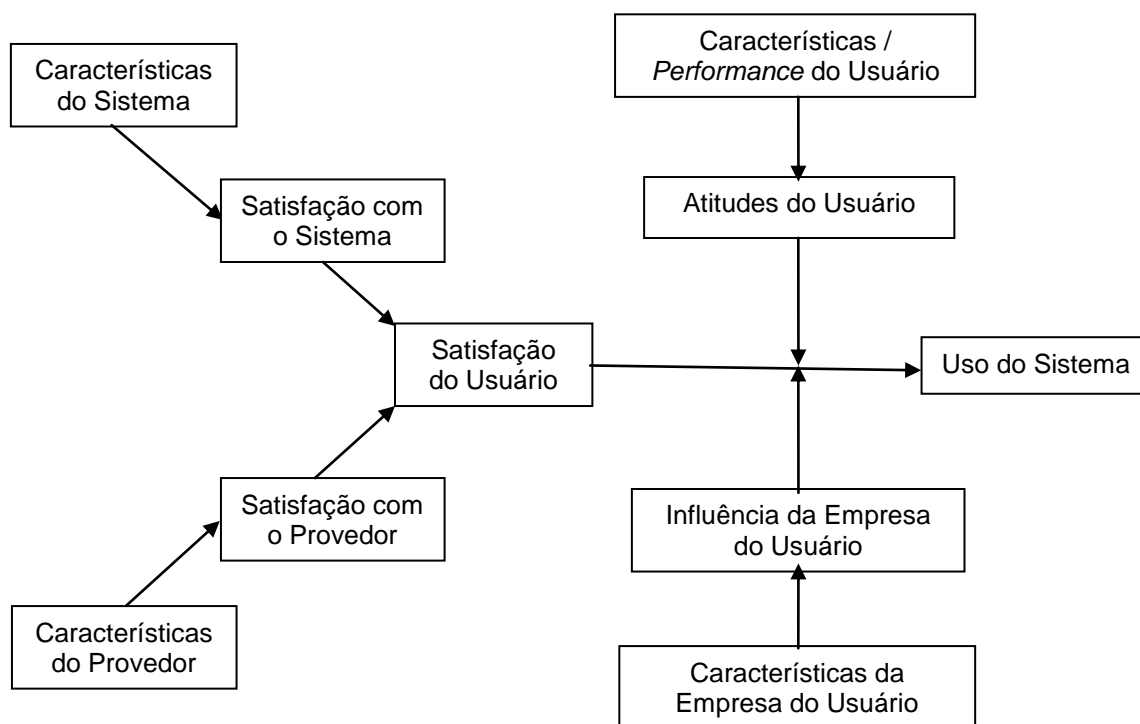 Características
do Sistema
Características /
Performance do Usuário
Satisfação com
o Sistema
Atitudes do Usuário
Satisfação
do Usuário
Uso do Sistema
Satisfação com
o Provedor
Influência da Empresa
do Usuário
Características
do Provedor
Características da
Empresa do Usuário